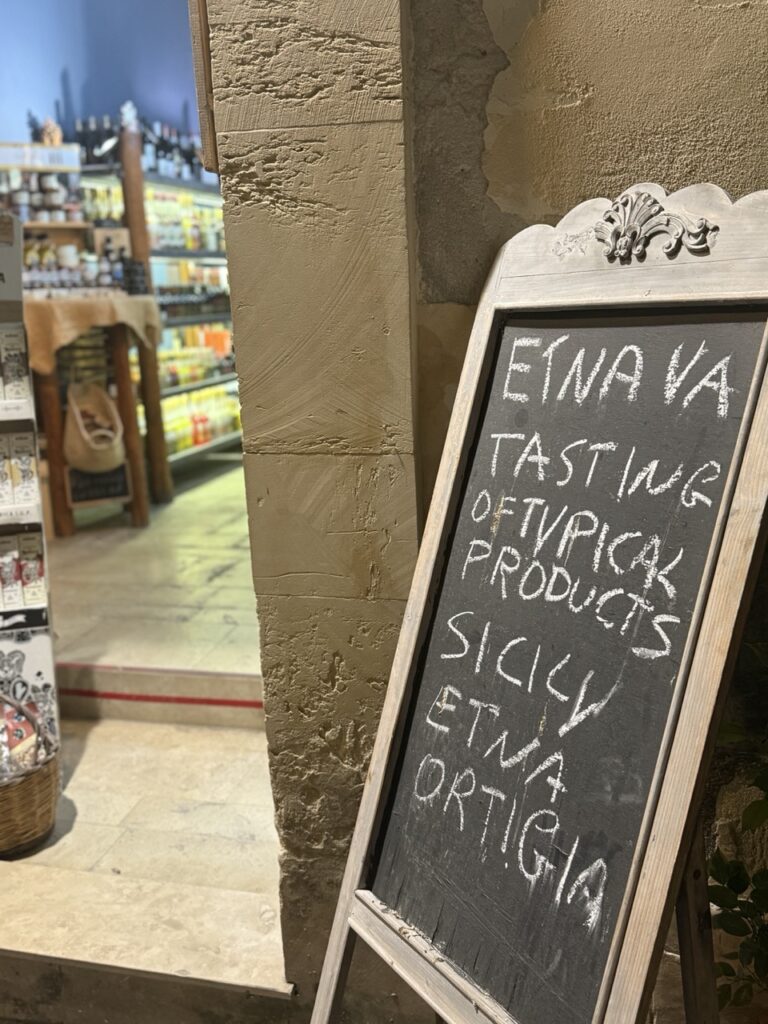 ETNA VA
TASTING
OF TYPICAL
PRODUCTS
SICILY
ETNA
ORTIGIA